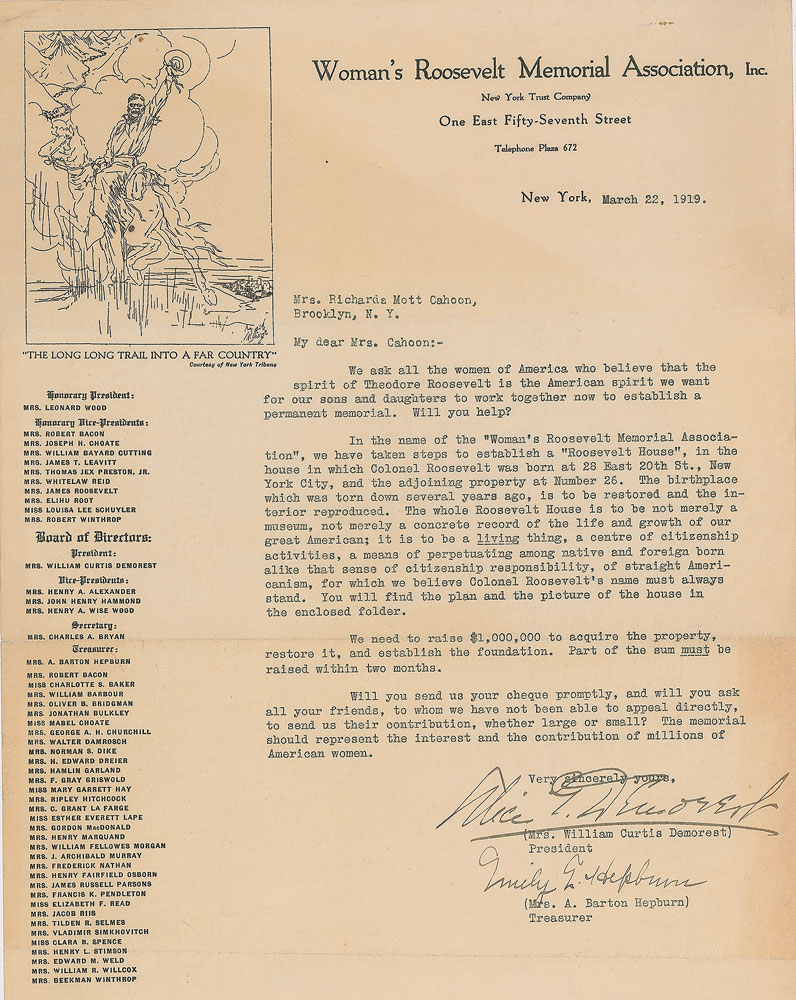 Woman's Roosevelt Memorial Association, Inc.
New York Trust Company
One East Fifty-Seventh Street
Telephone Plaza 672
New York, March 22, 1919.
"THE LONG LONG TRAIL INTO A FAR COUNTRY"
Courtesy of New York Tribune
Honorary President:
MRS. LEONARD WOOD
Honorary Vice-Presidents:
MRS. ROBERT BACON
MRS. JOSEPH H. CHOATE
MRS. WILLIAM BAYARD CUTTING
MRS. JAMES T. LEAVITT
MRS. THOMAS JEX PRESTON, JR.
MRS. WHITELAW REID
MRS. JAMES ROOSEVELT
MRS. ELIHU ROOT
MISS LOUISA LEE SCHUYLER
MRS. ROBERT WINTHROP
Board of Directors:
President:
MRS. WILLIAM CURTIS DEMOREST
Vice-Presidents:
MRS. HENRY A. ALEXANDER
MRS. JOHN HENRY HAMMOND
MRS. HENRY A. WISE WOOD
Secretary:
MRS. CHARLES A. BRYAN
Treasurer:
MRS. A. BARTON HEPBURN
MRS. ROBERT BACON
MISS CHARLOTTE S. BAKER
MRS. WILLIAM BARBOUR
MRS. OLIVER B. BRIDGMAN
MRS. JONATHAN BULKLEY
MISS MABEL CHOATE
MRS. GEORGE A. H. CHURCHILL
MRS. WALTER DAMROSCH
MRS. NORMAN S. DIKE
MRS. H. EDWARD DREIER
MRS. HAMLIN GARLAND
MRS. F. GRAY GRISWOLD
MISS MARY GARRETT HAY
MRS. RIPLEY HITCHCOCK
MRS. C. GRANT LA FARGE
MISS ESTHER EVERETT LAPE
MRS. GORDON MacDONALD
MRS. HENRY MARQUAND
MRS. WILLIAM FELLOWES MORGAN
MRS. J. ARCHIBALD MURRAY
MRS. FREDERICK NATHAN
MRS. HENRY FAIRFIELD OSBORN
MRS. JAMES RUSSELL PARSONS
MRS. FRANCIS K. PENDLETON
MISS ELIZABETH F. READ
MRS. JACOB RIIS
MRS. TILDEN R. SELMES
MRS. VLADIMIR SIMKHOVITCH
MISS CLARA B. SPENCE
MRS. HENRY L. STIMSON
MRS. EDWARD M. WELD
MRS. WILLIAM R. WILLCOX
MRS. BEEKMAN WINTHROP
Mrs. Richards Mott Cahoon,
Brooklyn, N. Y.
My dear Mrs. Cahoon:-
We ask all the women of America who believe that the
spirit of Theodore Roosevelt is the American spirit we want
for our sons and daughters to work together now to establish a
permanent memorial. Will you help?
In the name of the "Woman's Roosevelt Memorial Associa-
tion", we have taken steps to establish a "Roosevelt House", in the
house in which Colonel Roosevelt was born at 28 East 20th St., New
York City, and the adjoining property at Number 26. The birthplace
which was torn down several years ago, is to be restored and the in-
terior reproduced. The whole Roosevelt House is to be not merely a
museum, not merely a concrete record of the life and growth of our
great American; it is to be a living thing, a centre of citizenship
activities, a means of perpetuating among native and foreign born
alike that sense of citizenship responsibility, of straight Ameri-
canism, for which we believe Colonel Roosevelt's name must always
stand. You will find the plan and the picture of the house in
the enclosed folder.
We need to raise $1,000,000 to acquire the property,
restore it, and establish the foundation. Part of the sum must be
raised within two months.
Will you send us your cheque promptly, and will you ask
all your friends, to whom we have not been able to appeal directly,
to send us their contribution, whether large or small? The memorial
should represent the interest and the contribution of millions of
American women.
Very sincerely yours,
Alice G. Demorest
(Mrs. William Curtis Demorest)
President
Emily E. Hepburn
(Mrs. A. Barton Hepburn)
Treasurer